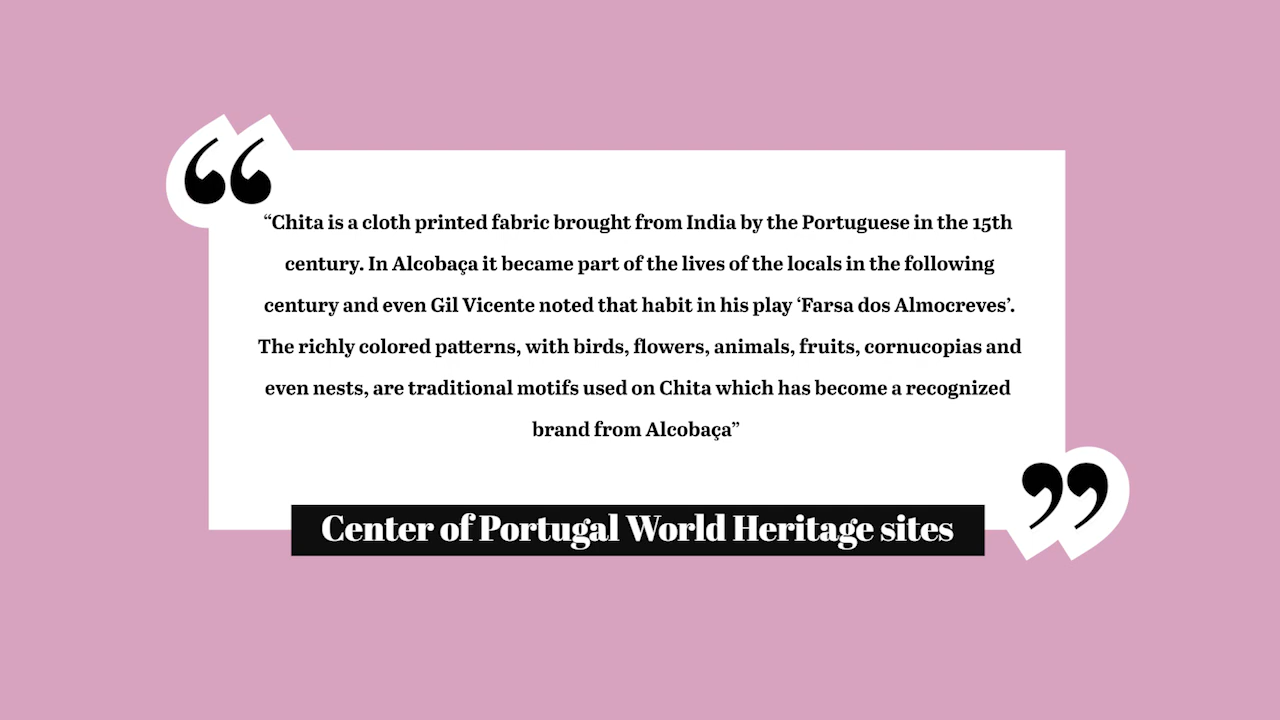 “Chita is a cloth printed fabric brought from India by the Portuguese in the 15th
century. In Alcobaça it became part of the lives of the locals in the following
century and even Gil Vicente noted that habit in his play ‘Farsa dos Almocreves’.
The richly colored patterns, with birds, flowers, animals, fruits, cornucopias and
even nests, are traditional motifs used on Chita which has become a recognized
brand from Alcobaça”
Center of Portugal World Heritage sites